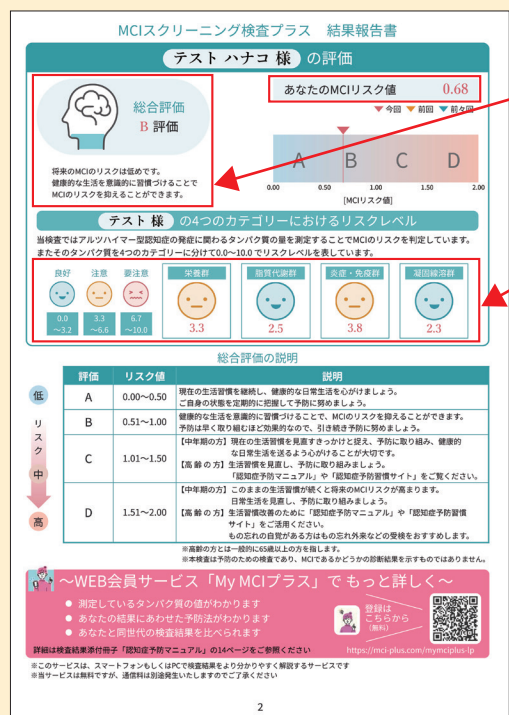 MCIスクリーニング検査プラス 結果報告書
テスト ハナコ 様 の評価
総合評価
B 評価
将来のMCIのリスクは低めです。
健康的な生活を意識的に習慣づけることで
MCIのリスクを抑えることができます。
あなたのMCIリスク値 0.68
▼今回 ▼前回 ▼前々回
A B C D
0.00 0.50 1.00 1.50 2.00
[MCIリスク値]
テスト 様 の4つのカテゴリーにおけるリスクレベル
当検査ではアルツハイマー型認知症の発症に関わるタンパク質の量を測定することでMCIのリスクを判定しています。
またそのタンパク質を4つのカテゴリーに分けて0.0～10.0 でリスクレベルを表しています。
良好 注意 要注意
0.0～3.2 3.3～6.6 6.7～10.0
栄養群 脂質代謝群 炎症・免疫群 凝固線溶群
3.3 2.5 3.8 2.3
総合評価の説明
低
リスク
中
高
評価 リスク値 説明
A 0.00～0.50 現在の生活習慣を継続し、健康的な日常生活を心がけましょう。
ご自身の状態を定期的に把握して予防に努めましょう。
B 0.51～1.00 健康的な生活を意識的に習慣づけることで、MCIのリスクを抑えることができます。
予防は早く取り組むほど効果的なので、引き続き予防に努めましょう。
C 1.01～1.50 【中年期の方】現在の生活習慣を見直すきっかけと捉え、予防に取り組み、健康的
な日常生活を送るよう心がけることが大切です。
【高齢の方】生活習慣を見直し、予防に取り組みましょう。
「認知症予防マニュアル」や「認知症予防習慣サイト」をご覧ください。
D 1.51～2.00 【中年期の方】このままの生活習慣が続くと将来のMCIリスクが高まります。
日常生活を見直し、予防に取り組みましょう。
【高齢の方】生活習慣改善のために「認知症予防マニュアル」や「認知症予防習慣
サイト」をご活用ください。
もの忘れの自覚がある方はもの忘れ外来などの受検をおすすめします。
※高齢の方とは一般的に65歳以上の方を指します。
※本検査は予防のための検査であり、MCIであるかどうかの診断結果を示すものではありません。
～WEB会員サービス「My MCIプラス」で もっと詳しく～
● 測定しているタンパク質の値がわかります
● あなたの結果にあわせた予防法がわかります
● あなたと同世代の検査結果を比べられます
登録は
こちらから
（無料）
詳細は検査結果添付冊子「認知症予防マニュアル」の14ページをご参照ください
https://mci-plus.com/mymciplus-lp
※このサービスは、スマートフォンもしくはPCで検査結果をより分かりやすく解説するサービスです
※当サービスは無料ですが、通信料は別途発生いたしますのでご了承ください
2